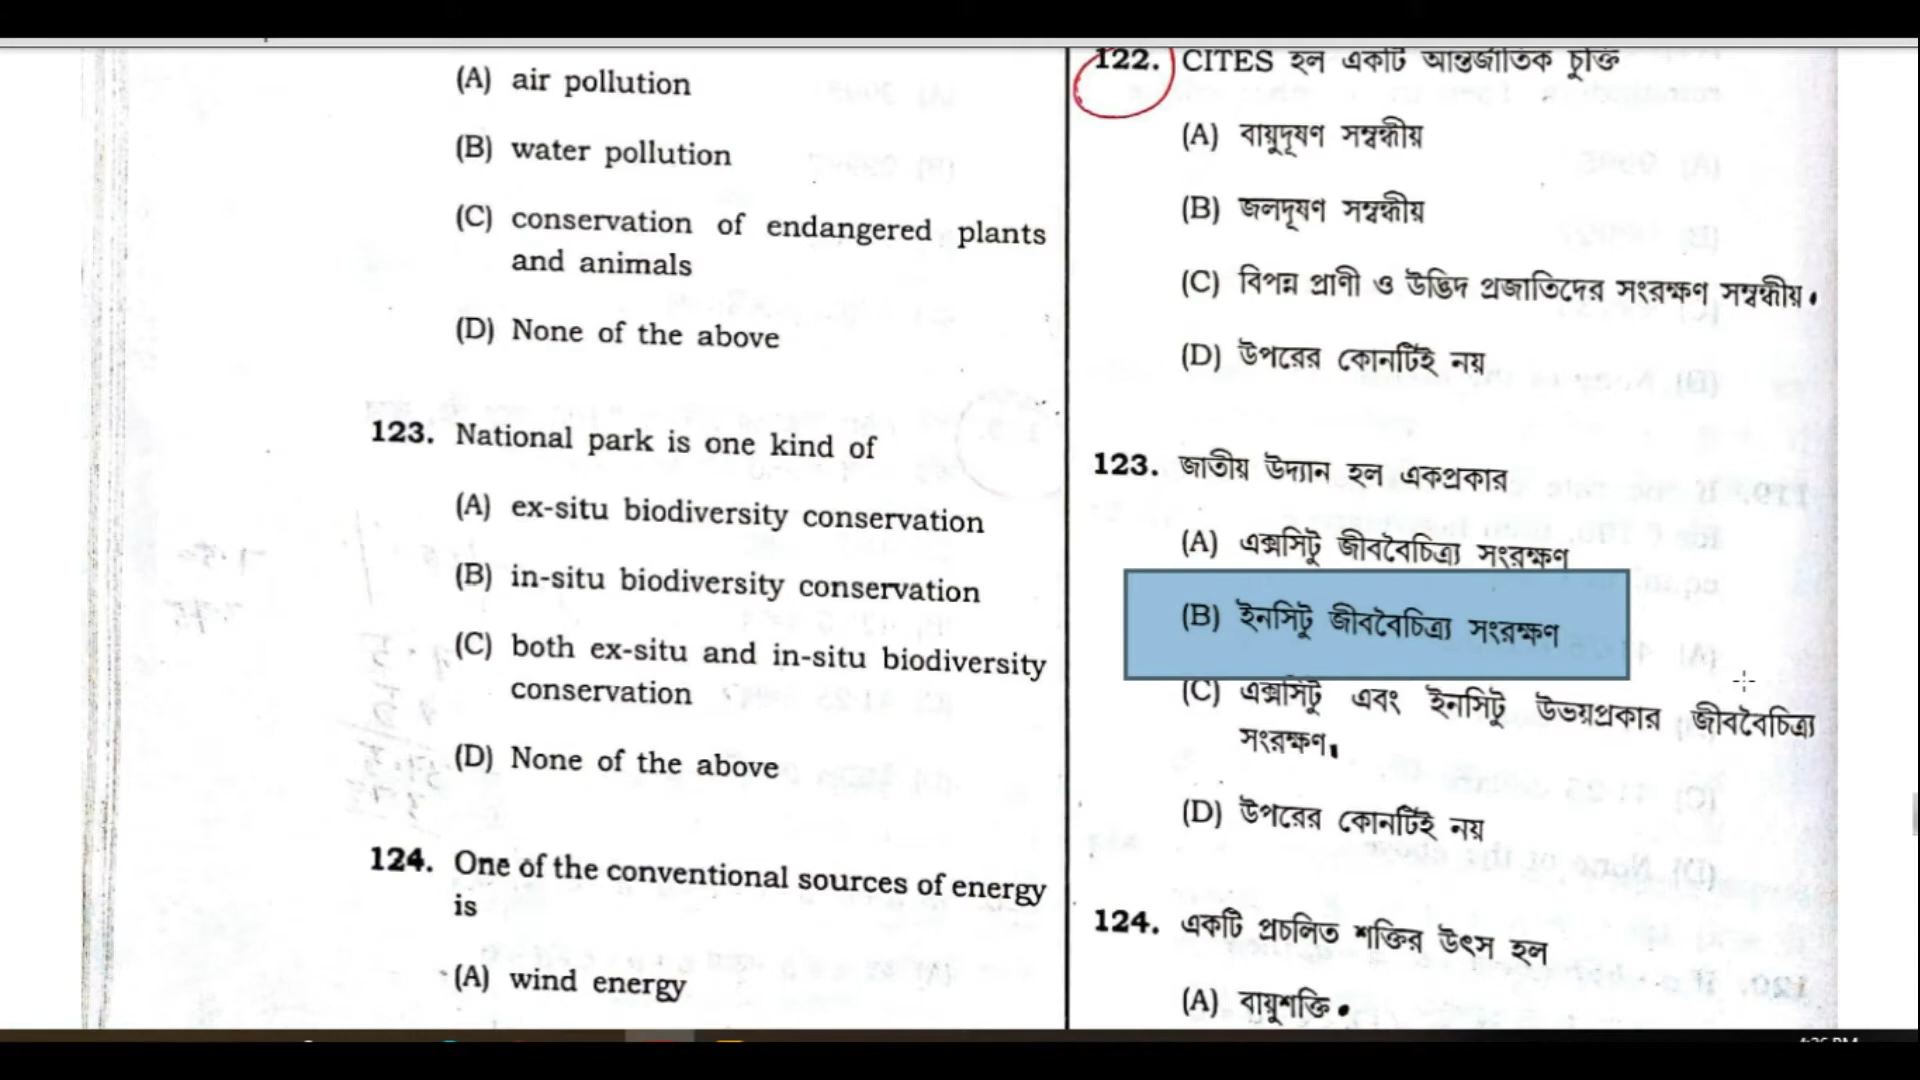 (A) air pollution
(B) water pollution
(C) conservation of endangered plants
and animals
(D) None of the above
123. National park is one kind of
(A) ex-situ biodiversity conservation
(B) in-situ biodiversity conservation
(C) both ex-situ and in-situ biodiversity
conservation
(D) None of the above
124. One of the conventional sources of energy
is
(A) wind energy
122. CITES হল একটি আন্তর্জাতিক চুক্তি
(A) বায়ুদূষণ সম্বন্ধীয়
(B) জলদূষণ সম্বন্ধীয়
(C) বিপন্ন প্রাণী ও উদ্ভিদ প্রজাতিদের সংরক্ষণ সম্বন্ধীয়।
(D) উপরের কোনটিই নয়
123. জাতীয় উদ্যান হল একপ্রকার
(A) এক্সসিটু জীববৈচিত্র্য সংরক্ষণ
(B) ইনসিটু জীববৈচিত্র্য সংরক্ষণ
(C) এক্সসিটু এবং ইনসিটু উভয়প্রকার জীববৈচিত্র্য
সংরক্ষণ।
(D) উপরের কোনটিই নয়
124. একটি প্রচলিত শক্তির উৎস হল
(A) বায়ুশক্তি